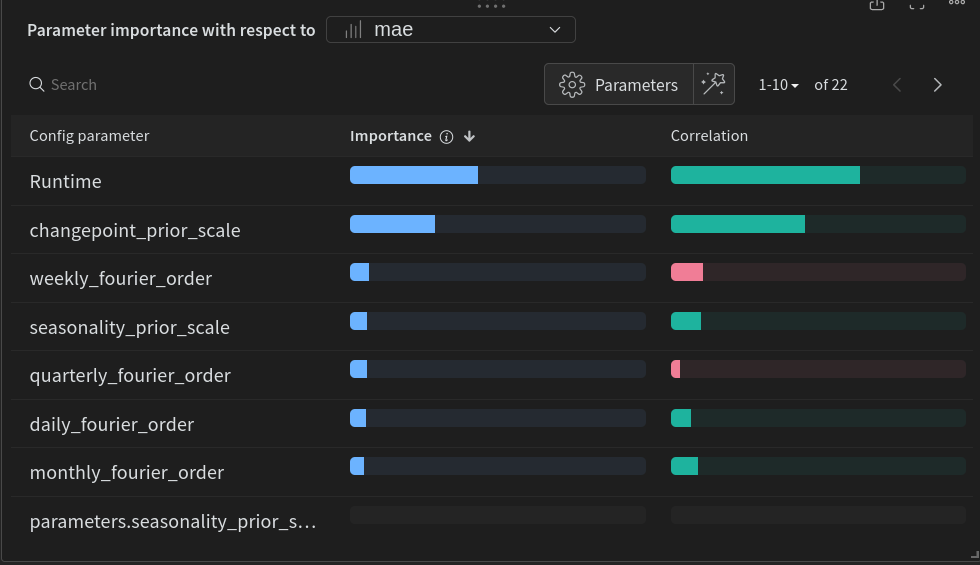 Parameter importance with respect to mae
Search Parameters 1-10 of 22
Config parameter Importance Correlation
Runtime
changepoint_prior_scale
weekly_fourier_order
seasonality_prior_scale
quarterly_fourier_order
daily_fourier_order
monthly_fourier_order
parameters.seasonality_prior_s...